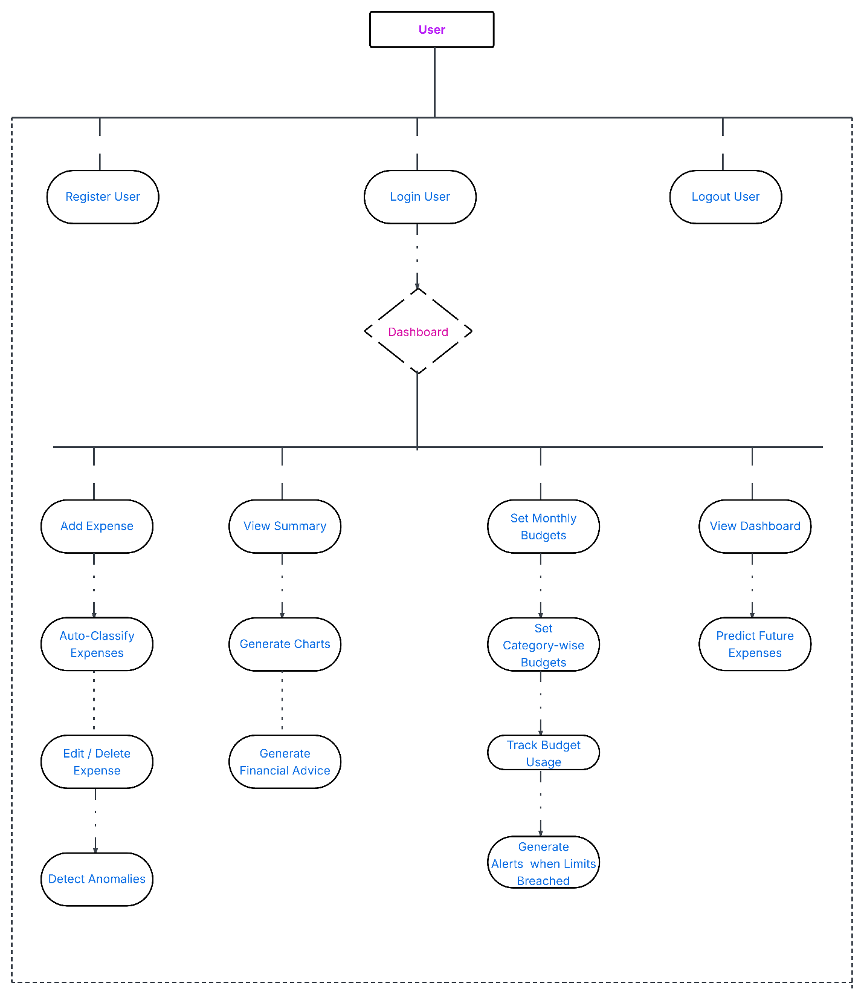 User
Register User
Login User
Logout User
Dashboard
Add Expense
View Summary
Set Monthly
Budgets
View Dashboard
Auto-Classify
Expenses
Generate Charts
Set
Category-wise
Budgets
Predict Future
Expenses
Edit / Delete
Expense
Generate
Financial Advice
Track Budget
Usage
Detect Anomalies
Generate
Alerts  when Limits
Breached